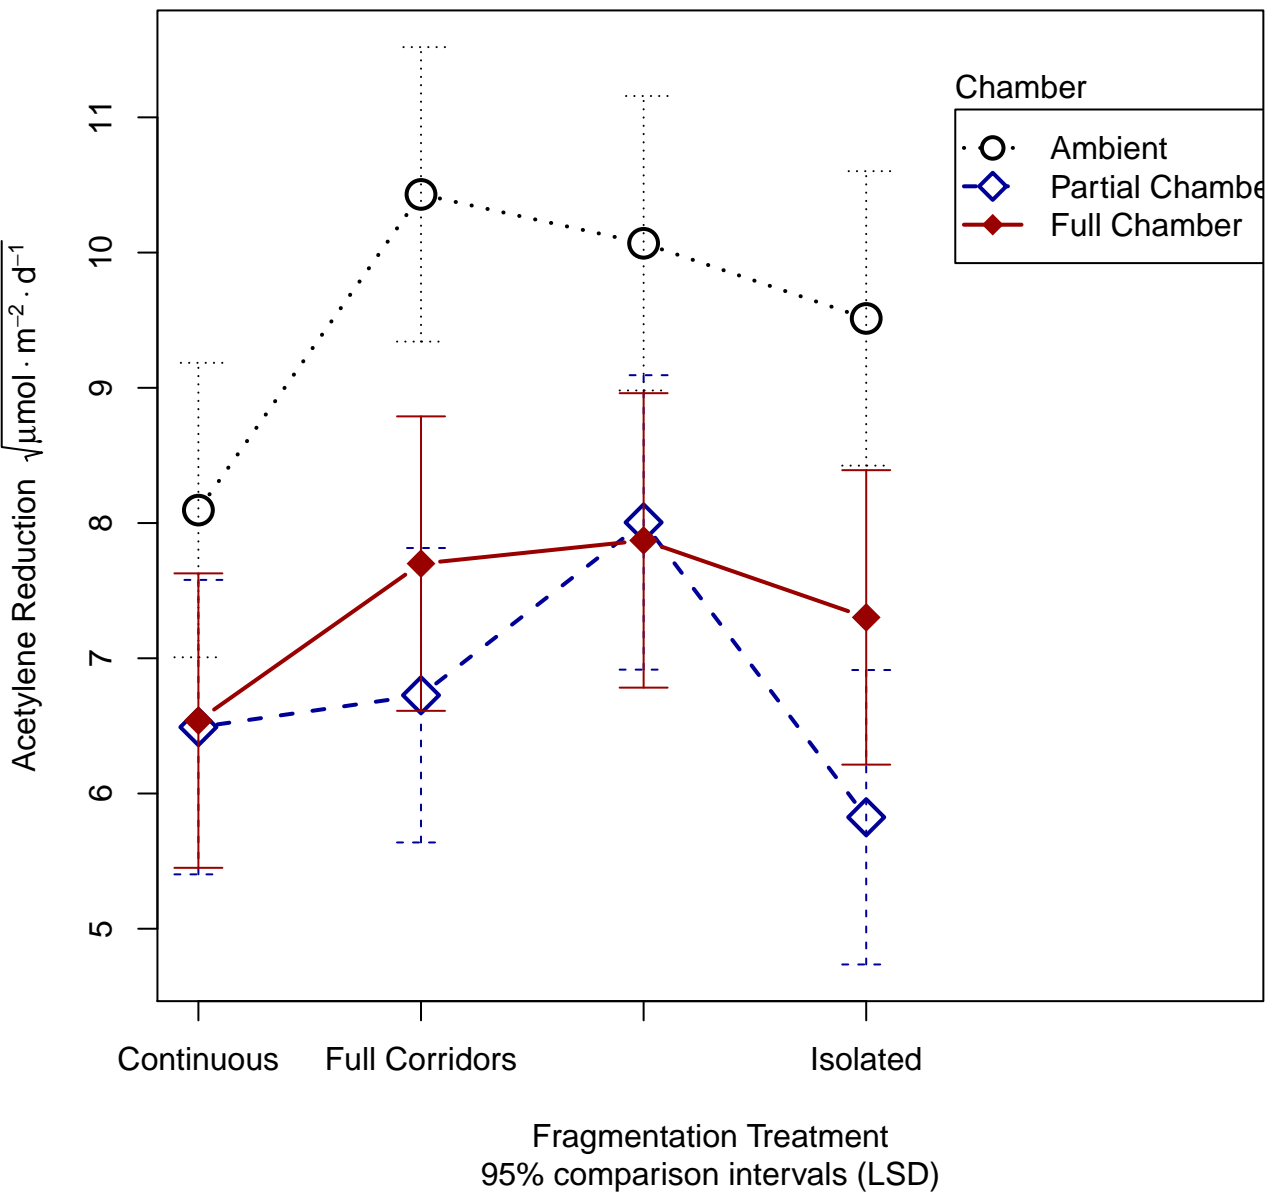 11
10
9
8
7
6
5
Acetylene Reduction √μmol · m⁻² · d⁻¹
Chamber
Ambient
Partial Chambe
Full Chamber
Continuous Full Corridors Isolated
Fragmentation Treatment
95% comparison intervals (LSD)